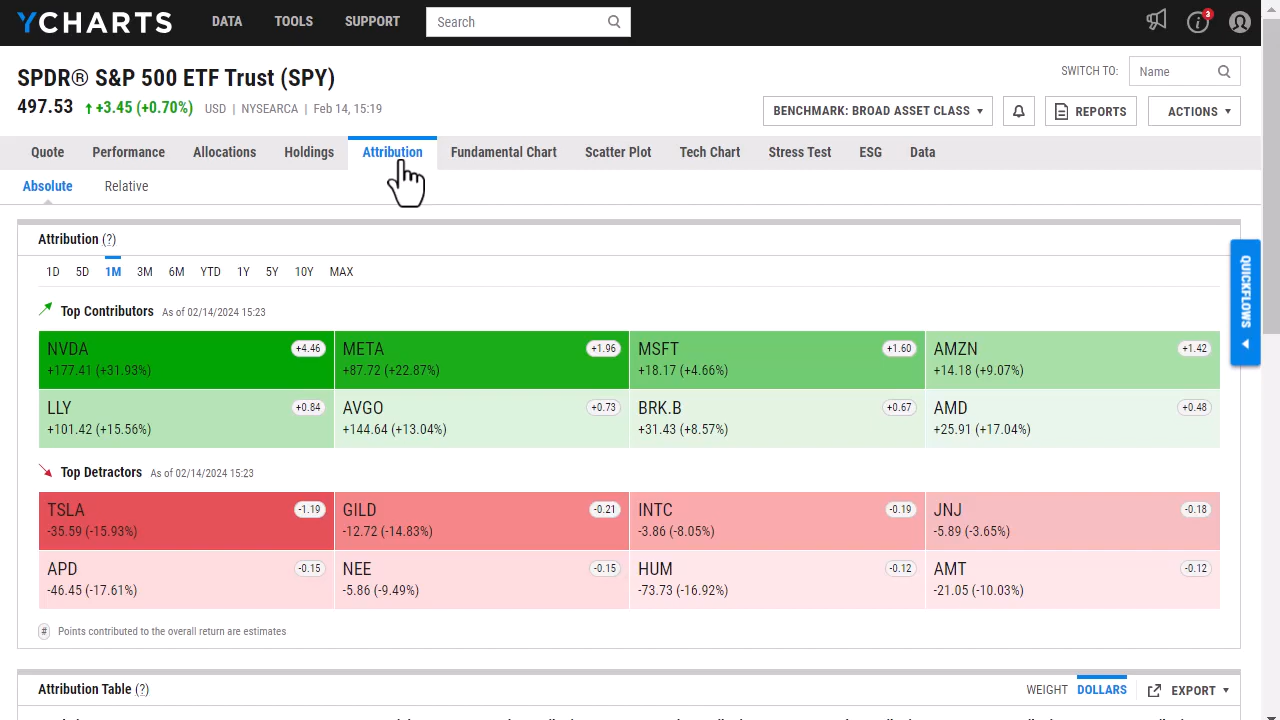 YCHARTS DATA TOOLS SUPPORT Search 3
SPDR® S&P 500 ETF Trust (SPY) SWITCH TO: Name
497.53 +3.45 (+0.70%) USD | NYSEARCA | Feb 14, 15:19 BENCHMARK: BROAD ASSET CLASS REPORTS ACTIONS
Quote Performance Allocations Holdings Attribution Fundamental Chart Scatter Plot Tech Chart Stress Test ESG Data
Absolute Relative
Attribution (?)
QUICKFLOWS
1D 5D 1M 3M 6M YTD 1Y 5Y 10Y MAX
Top Contributors As of 02/14/2024 15:23
NVDA +4.46 META +1.96 MSFT +1.60 AMZN +1.42
+177.41 (+31.93%) +87.72 (+22.87%) +18.17 (+4.66%) +14.18 (+9.07%)
LLY +0.84 AVGO +0.73 BRK.B +0.67 AMD +0.48
+101.42 (+15.56%) +144.64 (+13.04%) +31.43 (+8.57%) +25.91 (+17.04%)
Top Detractors As of 02/14/2024 15:23
TSLA -1.19 GILD -0.21 INTC -0.19 JNJ -0.18
-35.59 (-15.93%) -12.72 (-14.83%) -3.86 (-8.05%) -5.89 (-3.65%)
APD -0.15 NEE -0.15 HUM -0.12 AMT -0.12
-46.45 (-17.61%) -5.86 (-9.49%) -73.73 (-16.92%) -21.05 (-10.03%)
# Points contributed to the overall return are estimates
Attribution Table (?) WEIGHT DOLLARS EXPORT